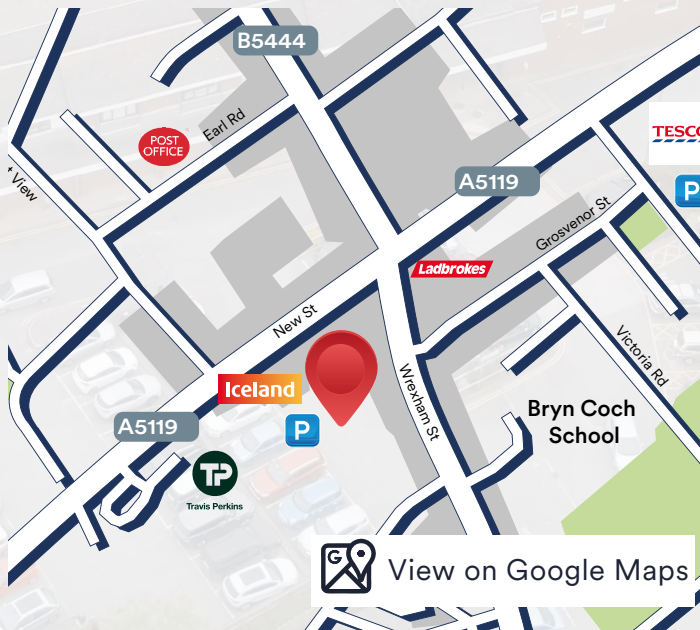 B5444
Earl Rd
POST
OFFICE
View
TESCO
A5119
P
Grosvenor St
Ladbrokes
New St
Iceland
Wrexham St
Victoria Rd
A5119
P
Bryn Coch
School
TP
Travis Perkins
G
View on Google Maps